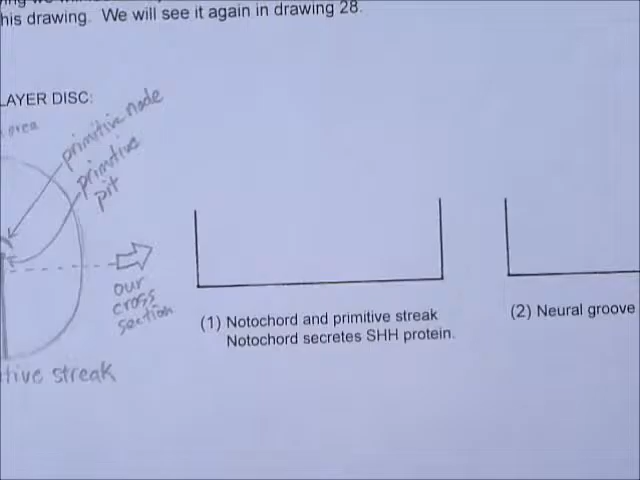 his drawing. We will see it again in drawing 28.
LAYER DISC:
area
primitive node
primitive
pit
our
cross
section
tive streak
(1) Notochord and primitive streak
Notochord secretes SHH protein.
(2) Neural groove